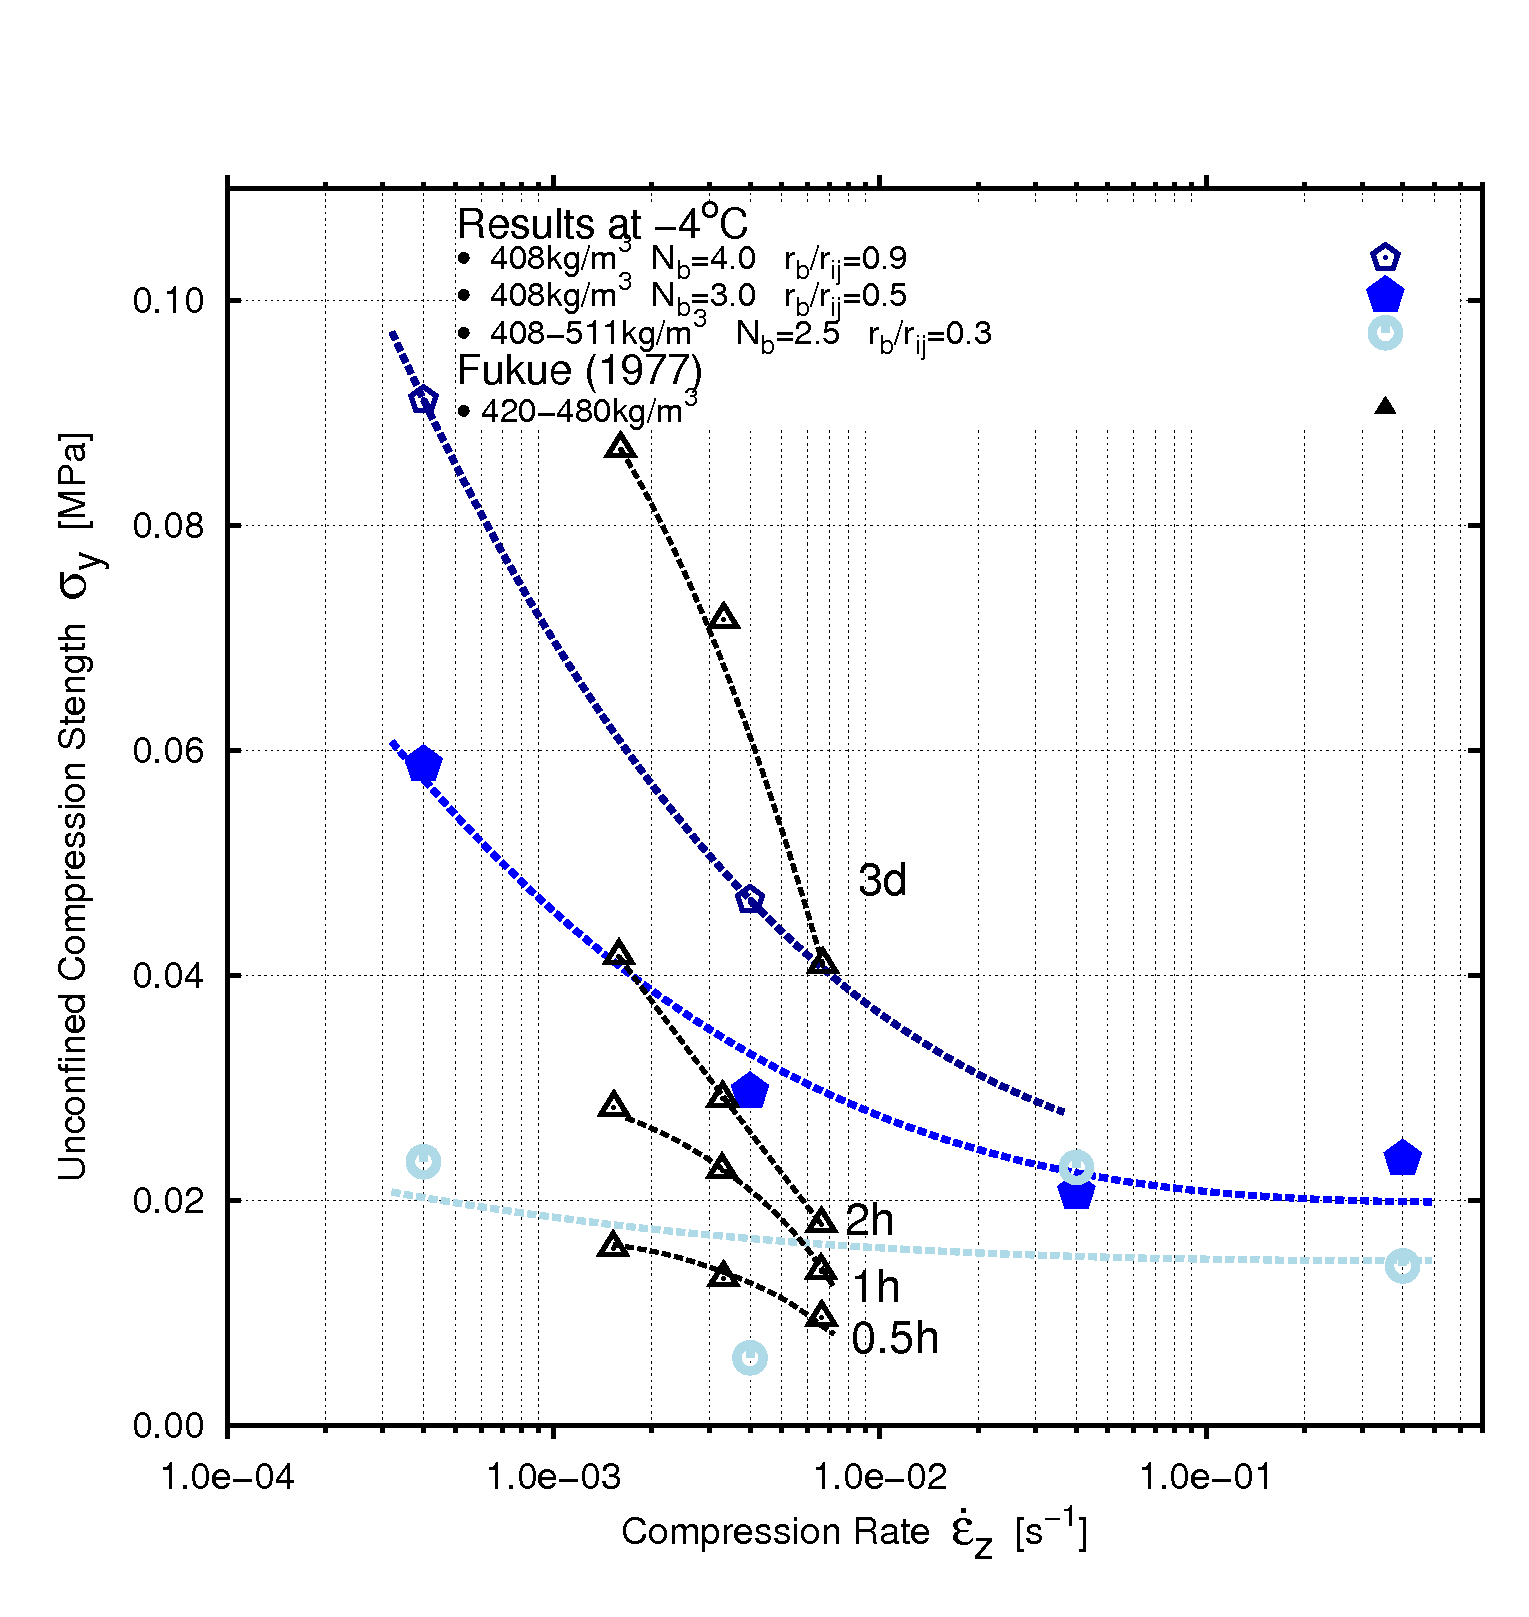 Results at −4°C
• 408kg/m³ N_b=4.0 r_b/r_ij=0.9
• 408kg/m³ N_b=3.0 r_b/r_ij=0.5
• 408−511kg/m³ N_b=2.5 r_b/r_ij=0.3
Fukue (1977)
• 420−480kg/m³
0.10
0.08
0.06
0.04
0.02
0.00
Unconfined Compression Stength σ_y [MPa]
3d
2h
1h
0.5h
1.0e−04 1.0e−03 1.0e−02 1.0e−01
Compression Rate ε̇_z [s⁻¹]